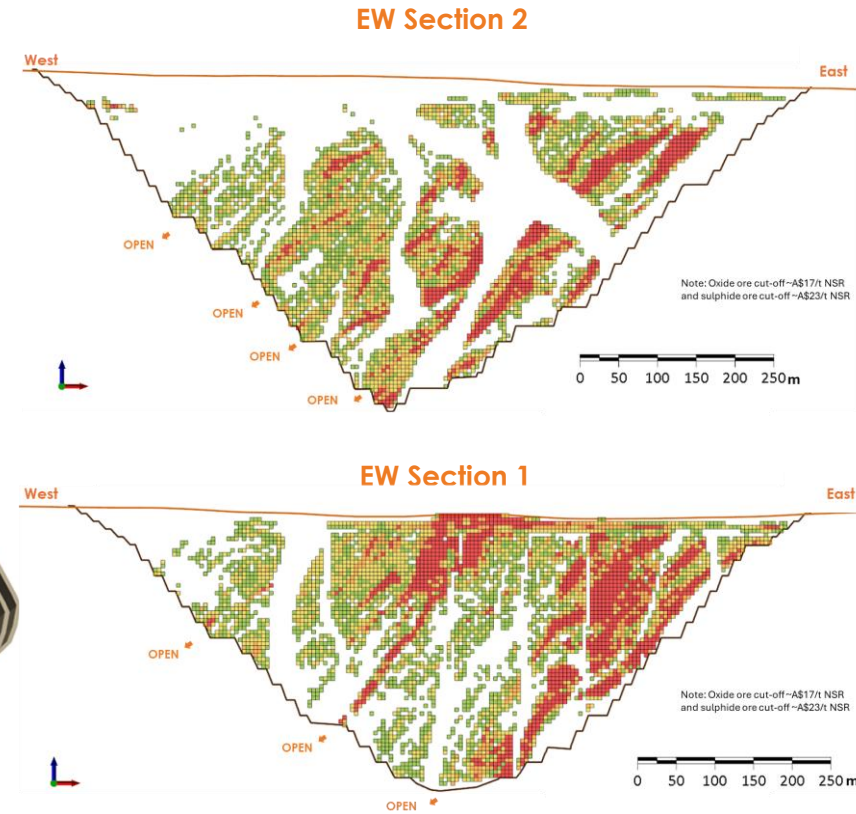 EW Section 2
West
East
OPEN
OPEN
OPEN
OPEN
Note: Oxide ore cut-off~A$17/t NSR
and sulphide ore cut-off ~A$23/t NSR
0 50 100 150 200 250 m
EW Section 1
West
East
OPEN
OPEN
OPEN
Note: Oxide ore cut-off~A$17/t NSR
and sulphide ore cut-off ~A$23/t NSR
0 50 100 150 200 250 m